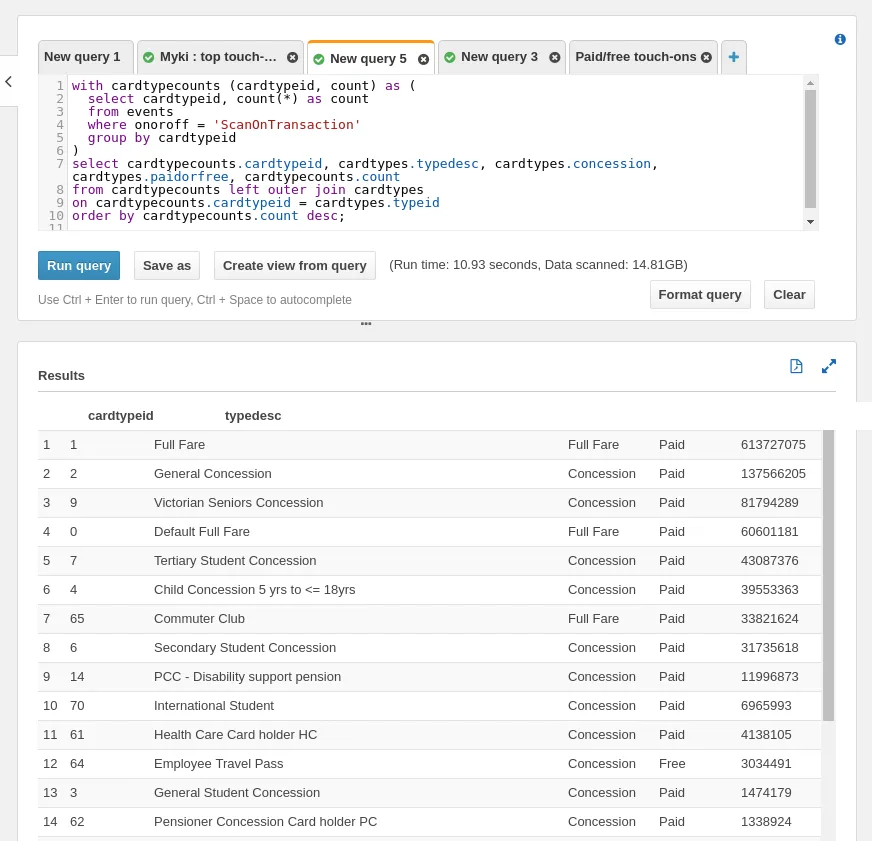 New query 1 Myki : top touch-... New query 5 New query 3 Paid/free touch-ons +
1 with cardtypecounts (cardtypeid, count) as (
2 select cardtypeid, count(*) as count
3 from events
4 where onoroff = 'ScanOnTransaction'
5 group by cardtypeid
6 )
7 select cardtypecounts.cardtypeid, cardtypes.typedesc, cardtypes.concession,
cardtypes.paidorfree, cardtypecounts.count
8 from cardtypecounts left outer join cardtypes
9 on cardtypecounts.cardtypeid = cardtypes.typeid
10 order by cardtypecounts.count desc;
11
Run query Save as Create view from query (Run time: 10.93 seconds, Data scanned: 14.81GB)
Use Ctrl + Enter to run query, Ctrl + Space to autocomplete Format query Clear
Results
cardtypeid typedesc
1 1 Full Fare Full Fare Paid 613727075
2 2 General Concession Concession Paid 137566205
3 9 Victorian Seniors Concession Concession Paid 81794289
4 0 Default Full Fare Full Fare Paid 60601181
5 7 Tertiary Student Concession Concession Paid 43087376
6 4 Child Concession 5 yrs to <= 18yrs Concession Paid 39553363
7 65 Commuter Club Full Fare Paid 33821624
8 6 Secondary Student Concession Concession Paid 31735618
9 14 PCC - Disability support pension Concession Paid 11996873
10 70 International Student Concession Paid 6965993
11 61 Health Care Card holder HC Concession Paid 4138105
12 64 Employee Travel Pass Concession Free 3034491
13 3 General Student Concession Concession Paid 1474179
14 62 Pensioner Concession Card holder PC Concession Paid 1338924